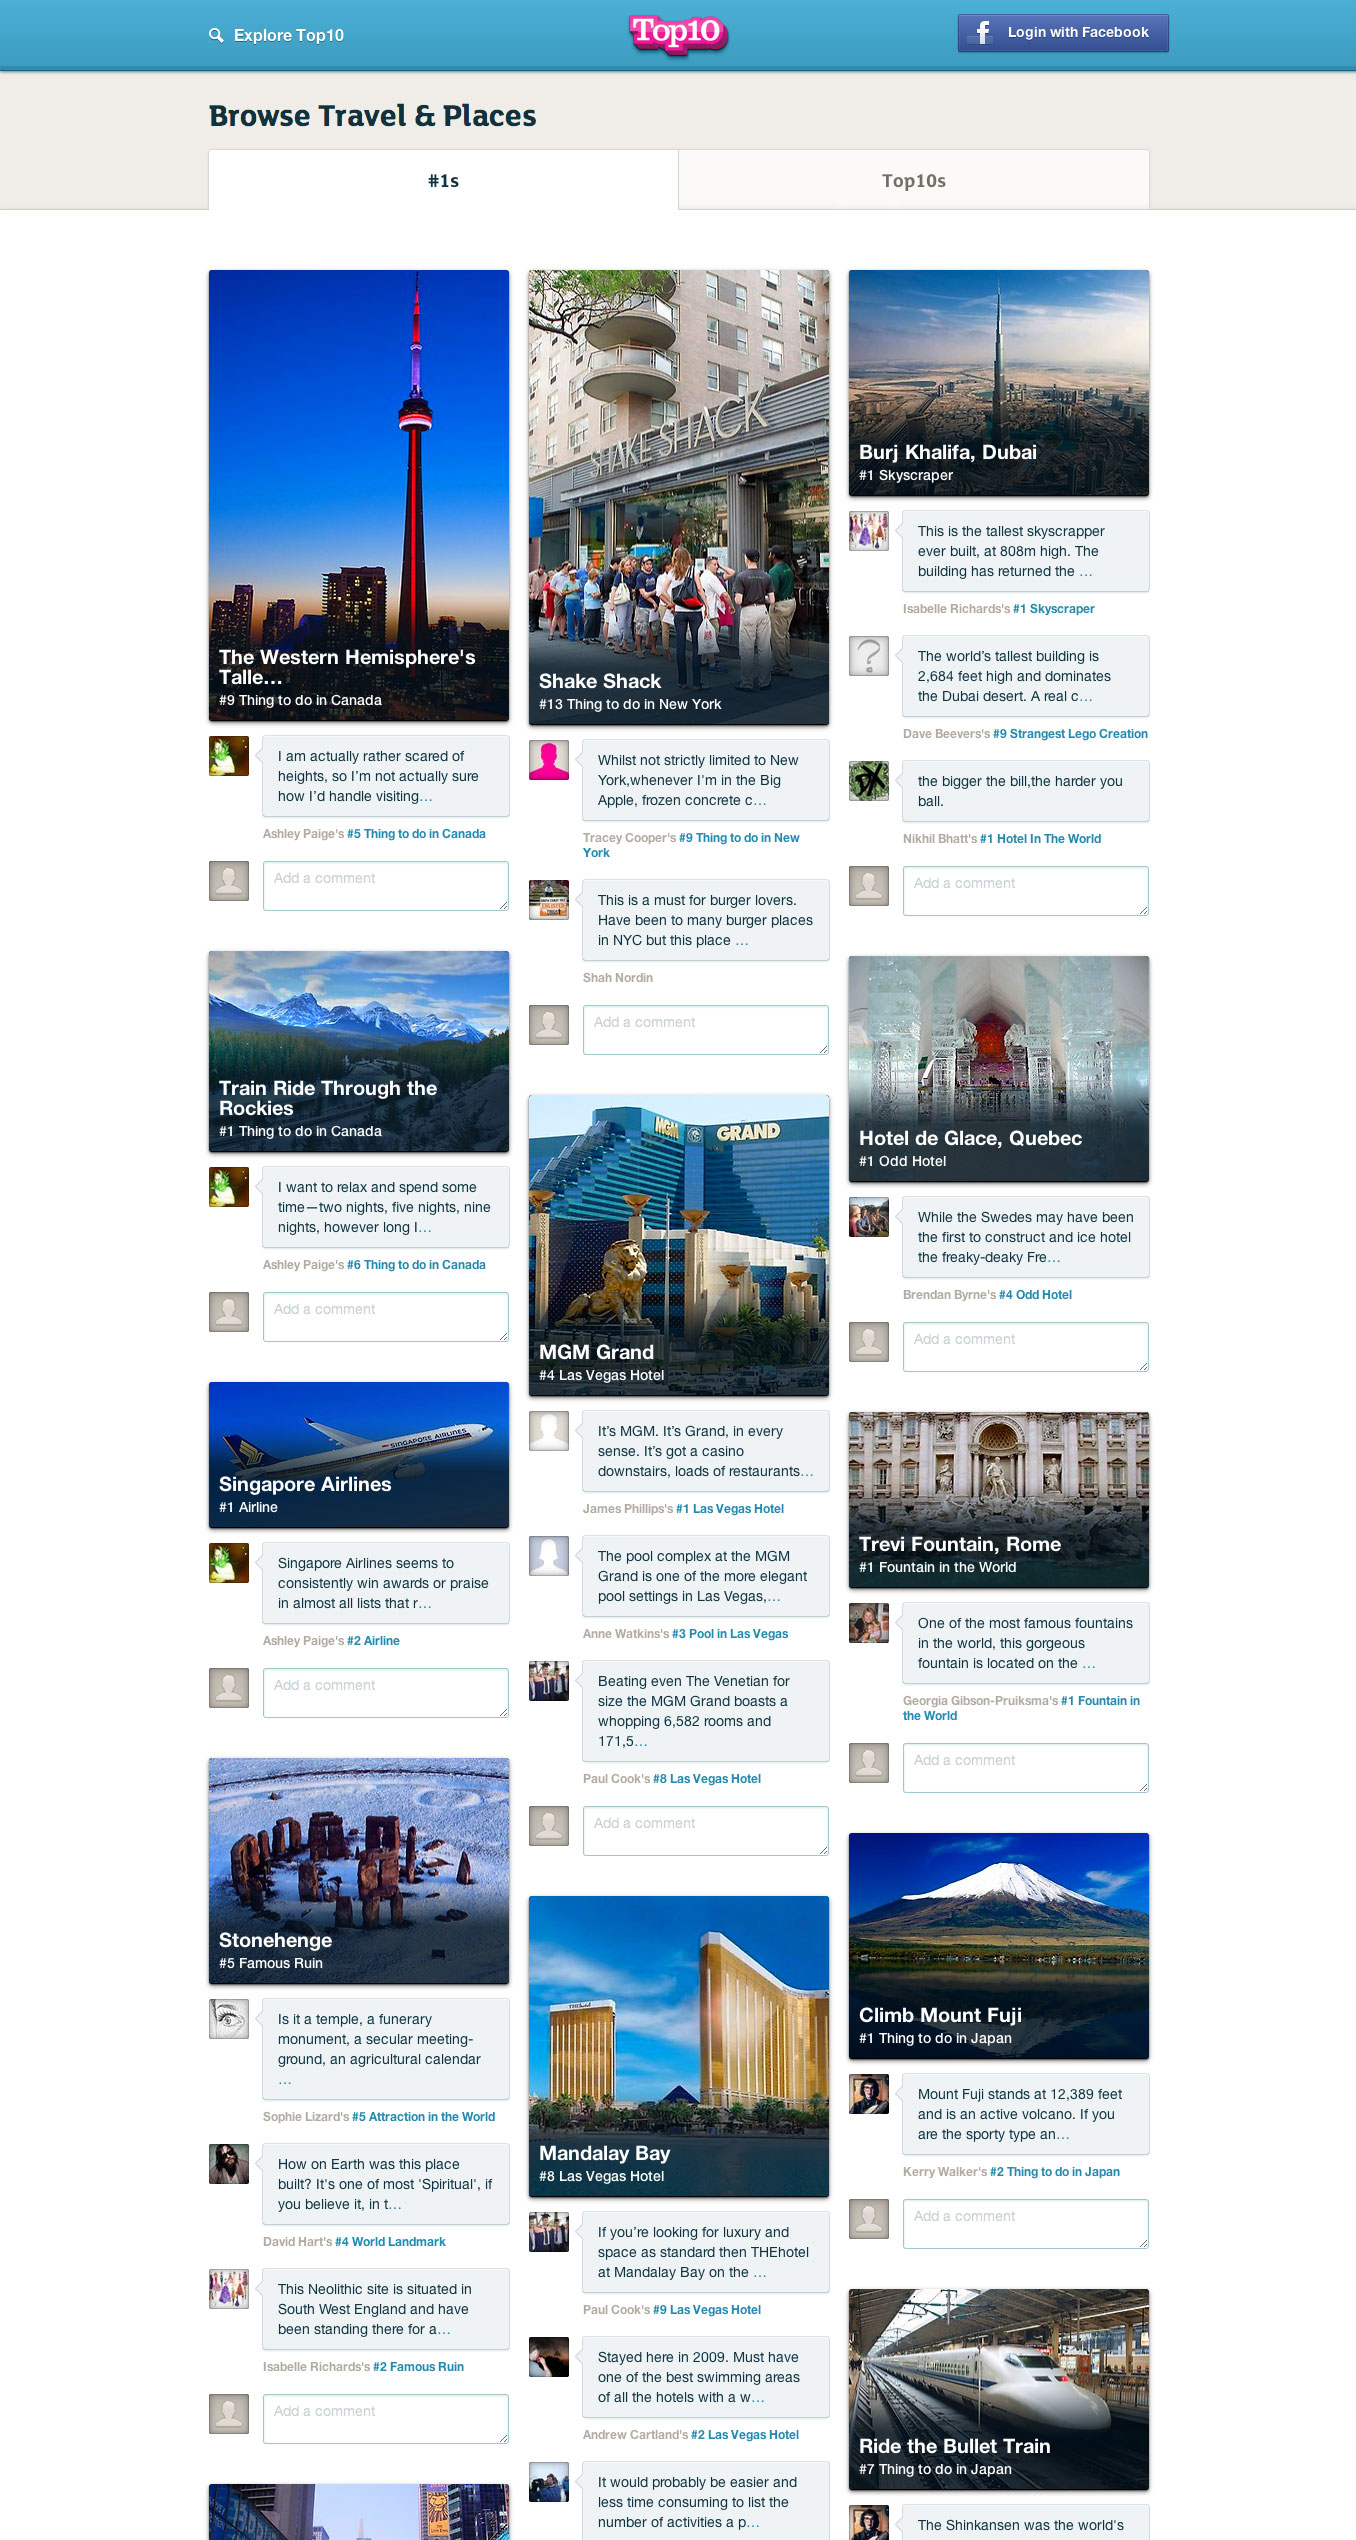 Explore Top10
Top10
Login with Facebook
Browse Travel & Places
#1s
Top10s
The Western Hemisphere's
Talle...
#9 Thing to do in Canada
I am actually rather scared of
heights, so I’m not actually sure
how I’d handle visiting…
Ashley Paige's #5 Thing to do in Canada
Add a comment
Train Ride Through the
Rockies
#1 Thing to do in Canada
I want to relax and spend some
time—two nights, five nights, nine
nights, however long I…
Ashley Paige's #6 Thing to do in Canada
Add a comment
SINGAPORE AIRLINES
Singapore Airlines
#1 Airline
Singapore Airlines seems to
consistently win awards or praise
in almost all lists that r…
Ashley Paige's #2 Airline
Add a comment
Stonehenge
#5 Famous Ruin
Is it a temple, a funerary
monument, a secular meeting-
ground, an agricultural calendar
…
Sophie Lizard's #5 Attraction in the World
How on Earth was this place
built? It's one of most 'Spiritual', if
you believe it, in t…
David Hart's #4 World Landmark
This Neolithic site is situated in
South West England and have
been standing there for a…
Isabelle Richards's #2 Famous Ruin
Add a comment
SHAKE SHACK
Shake Shack
#13 Thing to do in New York
Whilst not strictly limited to New
York,whenever I'm in the Big
Apple, frozen concrete c…
Tracey Cooper's #9 Thing to do in New
York
This is a must for burger lovers.
Have been to many burger places
in NYC but this place …
Shah Nordin
Add a comment
MGM GRAND
MGM Grand
#4 Las Vegas Hotel
It’s MGM. It’s Grand, in every
sense. It’s got a casino
downstairs, loads of restaurants…
James Phillips's #1 Las Vegas Hotel
The pool complex at the MGM
Grand is one of the more elegant
pool settings in Las Vegas,…
Anne Watkins's #3 Pool in Las Vegas
Beating even The Venetian for
size the MGM Grand boasts a
whopping 6,582 rooms and
171,5…
Paul Cook's #8 Las Vegas Hotel
Add a comment
THEhotel
Mandalay Bay
#8 Las Vegas Hotel
If you’re looking for luxury and
space as standard then THEhotel
at Mandalay Bay on the …
Paul Cook's #9 Las Vegas Hotel
Stayed here in 2009. Must have
one of the best swimming areas
of all the hotels with a w…
Andrew Cartland's #2 Las Vegas Hotel
It would probably be easier and
less time consuming to list the
number of activities a p…
Burj Khalifa, Dubai
#1 Skyscraper
This is the tallest skyscrapper
ever built, at 808m high. The
building has returned the …
Isabelle Richards's #1 Skyscraper
The world’s tallest building is
2,684 feet high and dominates
the Dubai desert. A real c…
Dave Beevers's #9 Strangest Lego Creation
the bigger the bill,the harder you
ball.
Nikhil Bhatt's #1 Hotel In The World
Add a comment
Hotel de Glace, Quebec
#1 Odd Hotel
While the Swedes may have been
the first to construct and ice hotel
the freaky-deaky Fre…
Brendan Byrne's #4 Odd Hotel
Add a comment
Trevi Fountain, Rome
#1 Fountain in the World
One of the most famous fountains
in the world, this gorgeous
fountain is located on the …
Georgia Gibson-Pruiksma's #1 Fountain in
the World
Add a comment
Climb Mount Fuji
#1 Thing to do in Japan
Mount Fuji stands at 12,389 feet
and is an active volcano. If you
are the sporty type an…
Kerry Walker's #2 Thing to do in Japan
Add a comment
Ride the Bullet Train
#7 Thing to do in Japan
The Shinkansen was the world's